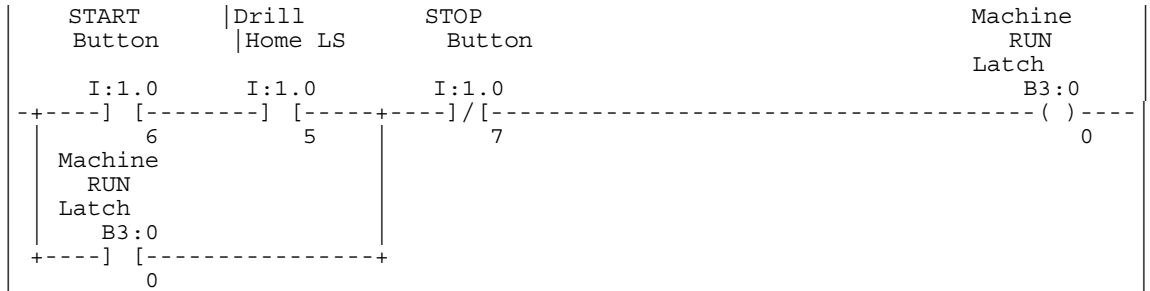 START |Drill STOP Machine |
Button |Home LS Button RUN
Latch
I:1.0 I:1.0 I:1.0 B3:0
-+----] [--------] [-----+----]/[--------------------------------------( )----
6 5 7 0
Machine
RUN
Latch
B3:0
+----] [----------------+
0